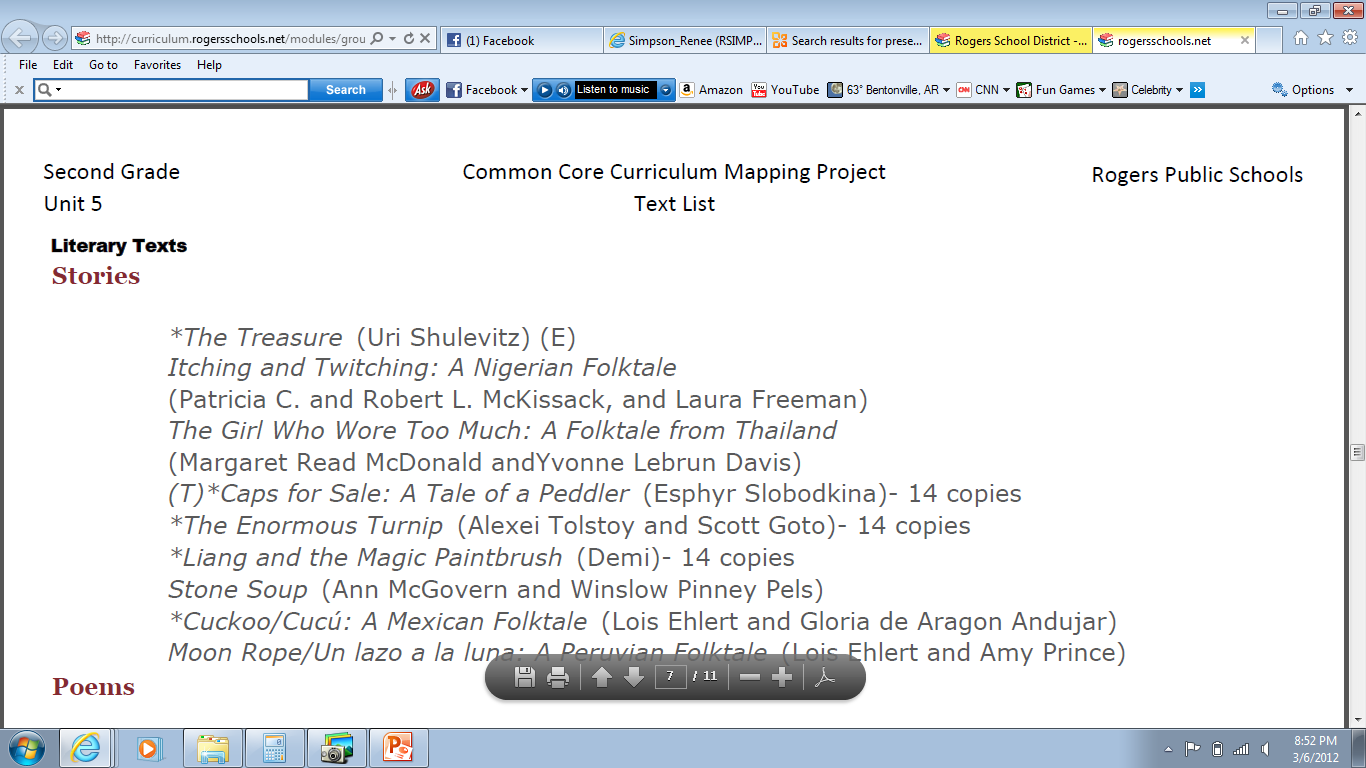 http://curriculum.rogersschools.net/modules/grou
(1) Facebook
Simpson_Renee (RSIMP...
Search results for prese...
Rogers School District -...
rogersschools.net
File Edit Go to Favorites Help
Search
Ask
Facebook
Listen to music
Amazon
YouTube
63° Bentonville, AR
CNN
Fun Games
Celebrity
Options
Second Grade Common Core Curriculum Mapping Project Rogers Public Schools
Unit 5 Text List
Literary Texts
Stories
*The Treasure (Uri Shulevitz) (E)
Itching and Twitching: A Nigerian Folktale
(Patricia C. and Robert L. McKissack, and Laura Freeman)
The Girl Who Wore Too Much: A Folktale from Thailand
(Margaret Read McDonald andYvonne Lebrun Davis)
(T)*Caps for Sale: A Tale of a Peddler (Esphyr Slobodkina)- 14 copies
*The Enormous Turnip (Alexei Tolstoy and Scott Goto)- 14 copies
*Liang and the Magic Paintbrush (Demi)- 14 copies
Stone Soup (Ann McGovern and Winslow Pinney Pels)
*Cuckoo/Cucú: A Mexican Folktale (Lois Ehlert and Gloria de Aragon Andujar)
Moon Rope/Un lazo a la luna: A Peruvian Folktale (Lois Ehlert and Amy Prince)
7 / 11
Poems
8:52 PM
3/6/2012